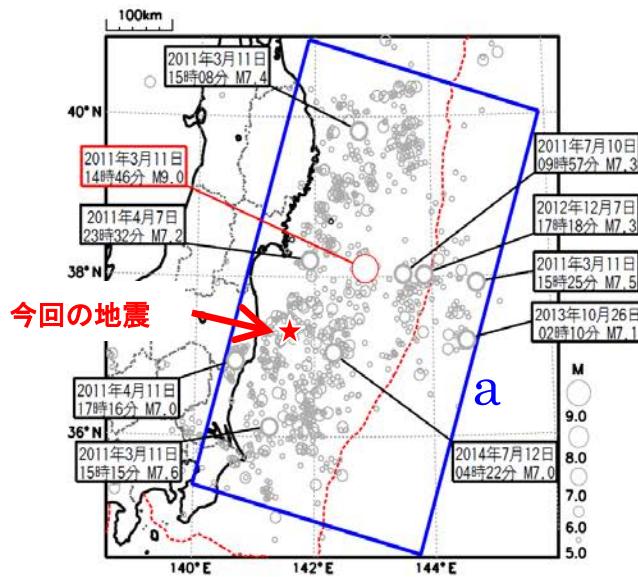 100km
2011年3月11日
15時08分 M7.4
40°N
2011年3月11日
14時46分 M9.0
2011年7月10日
09時57分 M7.3
2011年4月7日
23時32分 M7.2
2012年12月7日
17時18分 M7.3
38°N
2011年3月11日
15時25分 M7.5
今回の地震
2013年10月26日
02時10分 M7.1
M
a
2011年4月11日
17時16分 M7.0
9.0
36°N
2011年3月11日
15時15分 M7.6
2014年7月12日
04時22分 M7.0
8.0
7.0
6.0
5.0
140°E
142°E
144°E